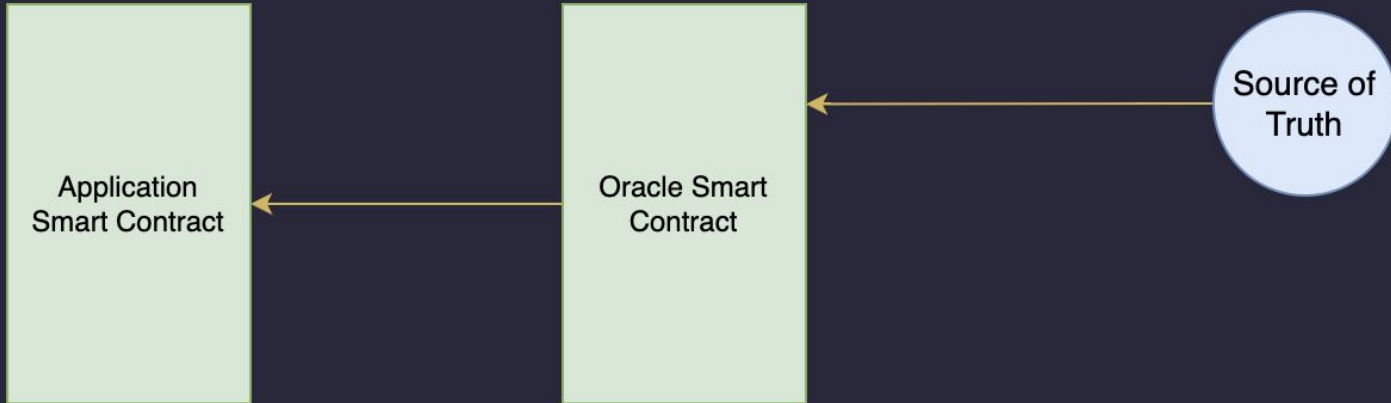 Application
Smart Contract
Oracle Smart
Contract
Source of
Truth